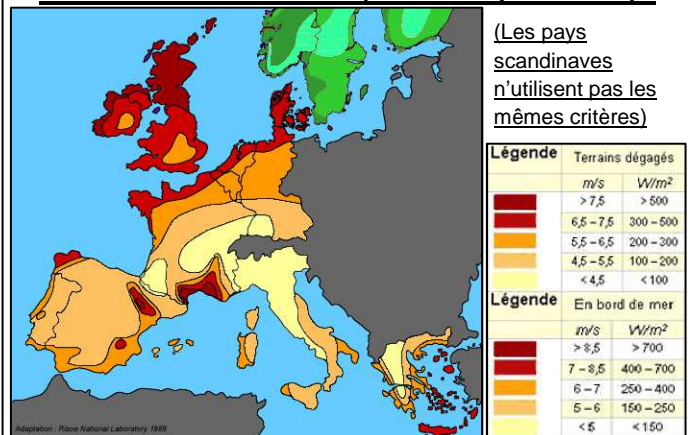 (Les pays
scandinaves
n'utilisent pas les
mêmes critères)
Légende Terrains dégagés
m/s W/m²
>7,5 >500
6,5 – 7,5 300 – 500
5,5 – 6,5 200 – 300
4,5 – 5,5 100 – 200
<4,5 <100
Légende En bord de mer
m/s W/m²
>8,5 >700
7 – 8,5 400 – 700
6 – 7 250 – 400
5 – 6 150 – 250
<5 <150
Adaptation : Risoe National Laboratory 1989